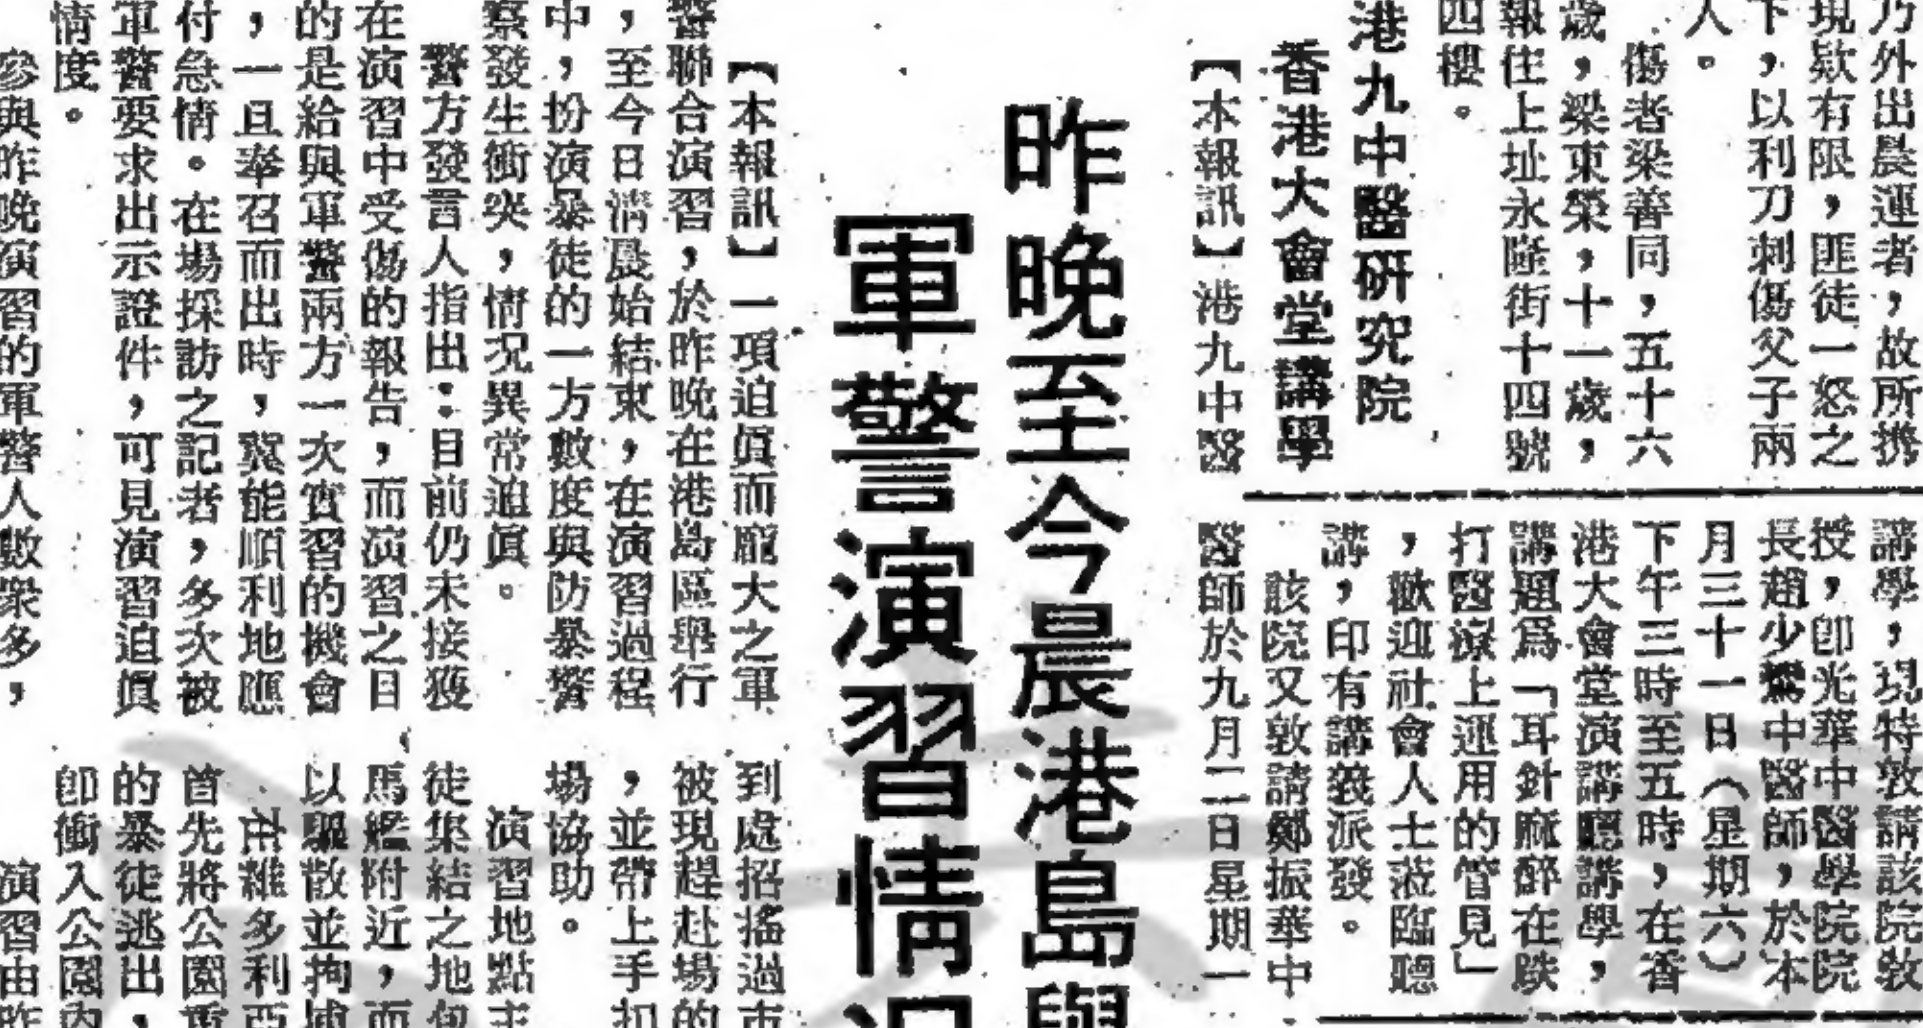 乃外出晨運者，故所携
現欵有限，匪徒一怒之
下，以利刀刺傷父子兩
人。
傷者梁善同，五十六
歲，梁東榮，十一歲，
報住上址永隆街十四號
四樓。
港九中醫研究院
香港大會堂講學
【本報訊】港九中醫
講學，現特敦請該院敎
授，卽光華中醫學院院
長趙少鸞中醫師，於本
月三十一日（星期六）
下午三時至五時，在香
港大會堂演講廳講學，
講題爲「耳針麻醉在跌
打醫療上運用的管見」
，歡迎社會人士蒞臨聽
講，印有講義派發。
該院又敦請鄭振華中
醫師於九月二日星期一
昨晚至今晨港島舉
軍警演習情况
【本報訊】一項迫眞而龐大之軍
警聯合演習，於昨晚在港島區舉行
，至今日淸晨始結束，在演習過程
中，扮演暴徒的一方數度與防暴警
察發生衝突，情况異常迫眞。
警方發言人指出：目前仍未接獲
在演習中受傷的報告，而演習之目
的是給與軍警兩方一次實習的機會
，一旦奉召而出時，冀能順利地應
付急情。在場採訪之記者，多次被
軍警要求出示證件，可見演習迫眞
情度。
參與昨晚演習的軍警人數衆多，
到處招搖過市
被現趕赴場的
，並帶上手扣
場協助。
演習地點主
徒集結之地包
馬艦附近，而
以驅散並拘捕
維多利亞
首先將公園重
的暴徒逃出，
卽衝入公園內
演習由昨